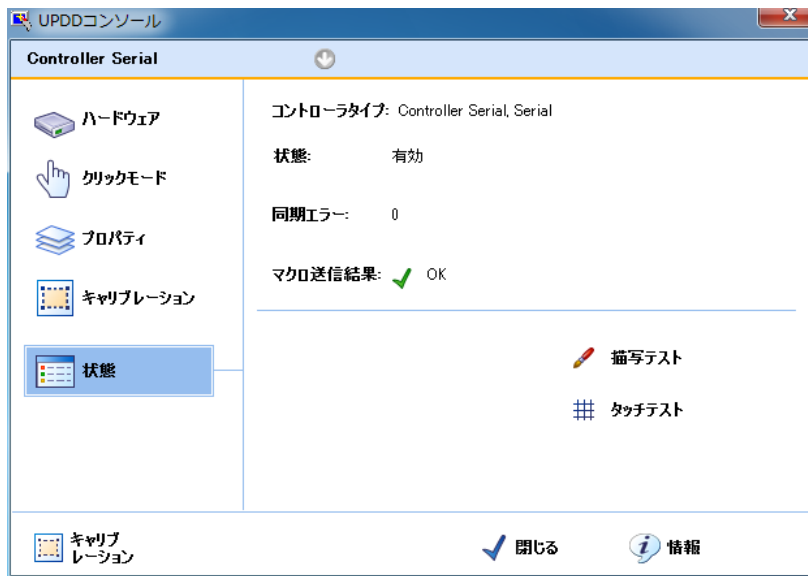 UPDDコンソール
Controller Serial
ハードウェア
クリックモード
プロパティ
キャリブレーション
状態
コントローラタイプ: Controller Serial, Serial
状態: 有効
同期エラー: 0
マクロ送信結果: OK
描写テスト
タッチテスト
キャリブ
レーション
閉じる
情報